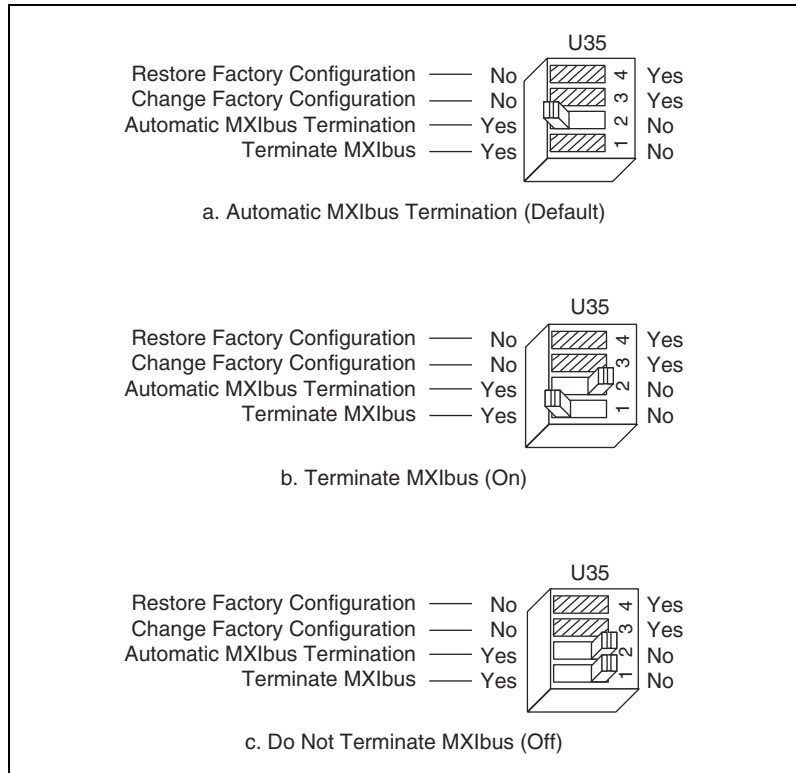 U35
Restore Factory Configuration No 4 Yes
Change Factory Configuration No 3 Yes
Automatic MXIbus Termination Yes 2 No
Terminate MXIbus Yes 1 No
a. Automatic MXIbus Termination (Default)
U35
Restore Factory Configuration No 4 Yes
Change Factory Configuration No 3 Yes
Automatic MXIbus Termination Yes 2 No
Terminate MXIbus Yes 1 No
b. Terminate MXIbus (On)
U35
Restore Factory Configuration No 4 Yes
Change Factory Configuration No 3 Yes
Automatic MXIbus Termination Yes 2 No
Terminate MXIbus Yes 1 No
c. Do Not Terminate MXIbus (Off)